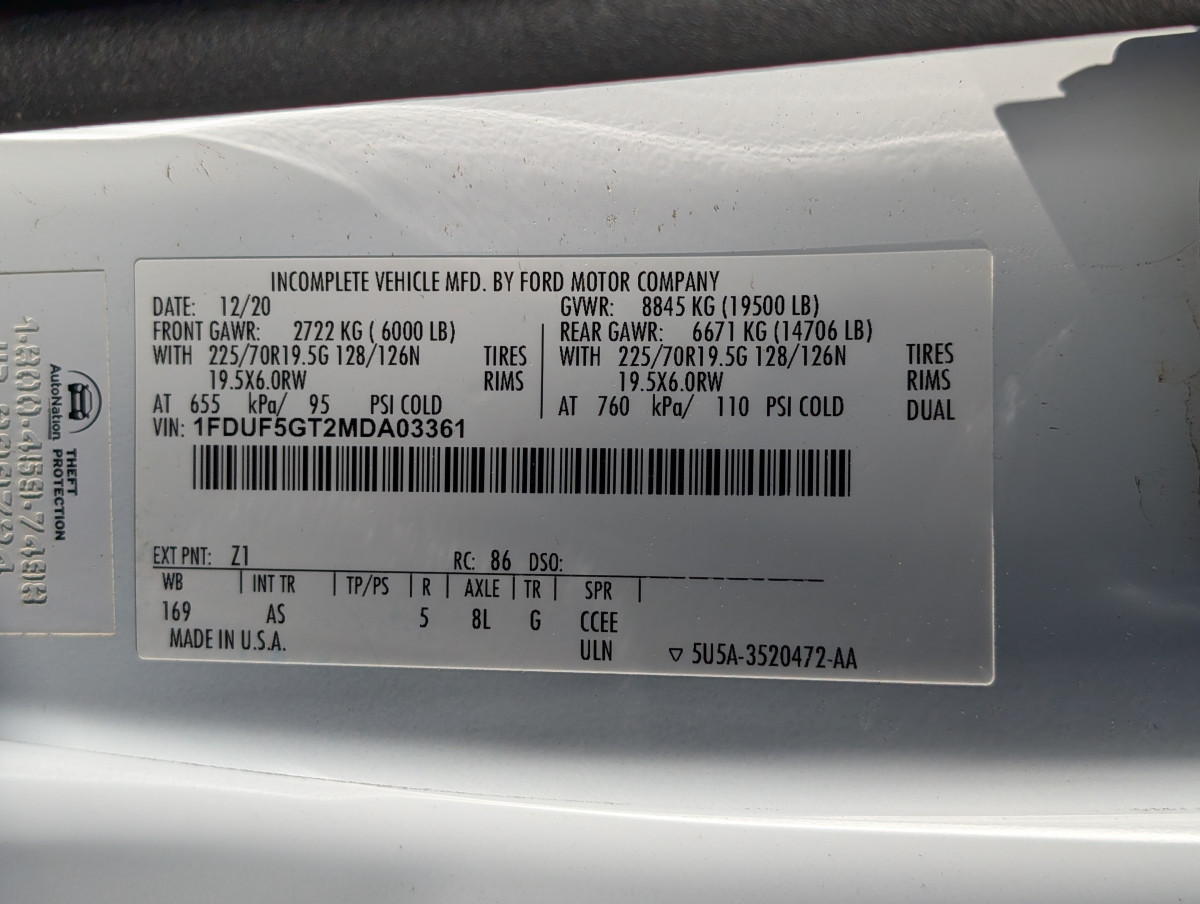 INCOMPLETE VEHICLE MFD. BY FORD MOTOR COMPANY
DATE: 12/20 GVWR: 8845 KG (19500 LB)
FRONT GAWR: 2722 KG ( 6000 LB) REAR GAWR: 6671 KG (14706 LB)
WITH 225/70R19.5G 128/126N TIRES WITH 225/70R19.5G 128/126N TIRES
19.5X6.0RW RIMS 19.5X6.0RW RIMS
AT 655 kPa/ 95 PSI COLD AT 760 kPa/ 110 PSI COLD DUAL
VIN: 1FDUF5GT2MDA03361
EXT PNT: Z1 RC: 86 DSO:
WB INT TR TP/PS R AXLE TR SPR
169 AS 5 8L G CCEE
MADE IN U.S.A. ULN 5U5A-3520472-AA
AutoNation
THEFT
PROTECTION